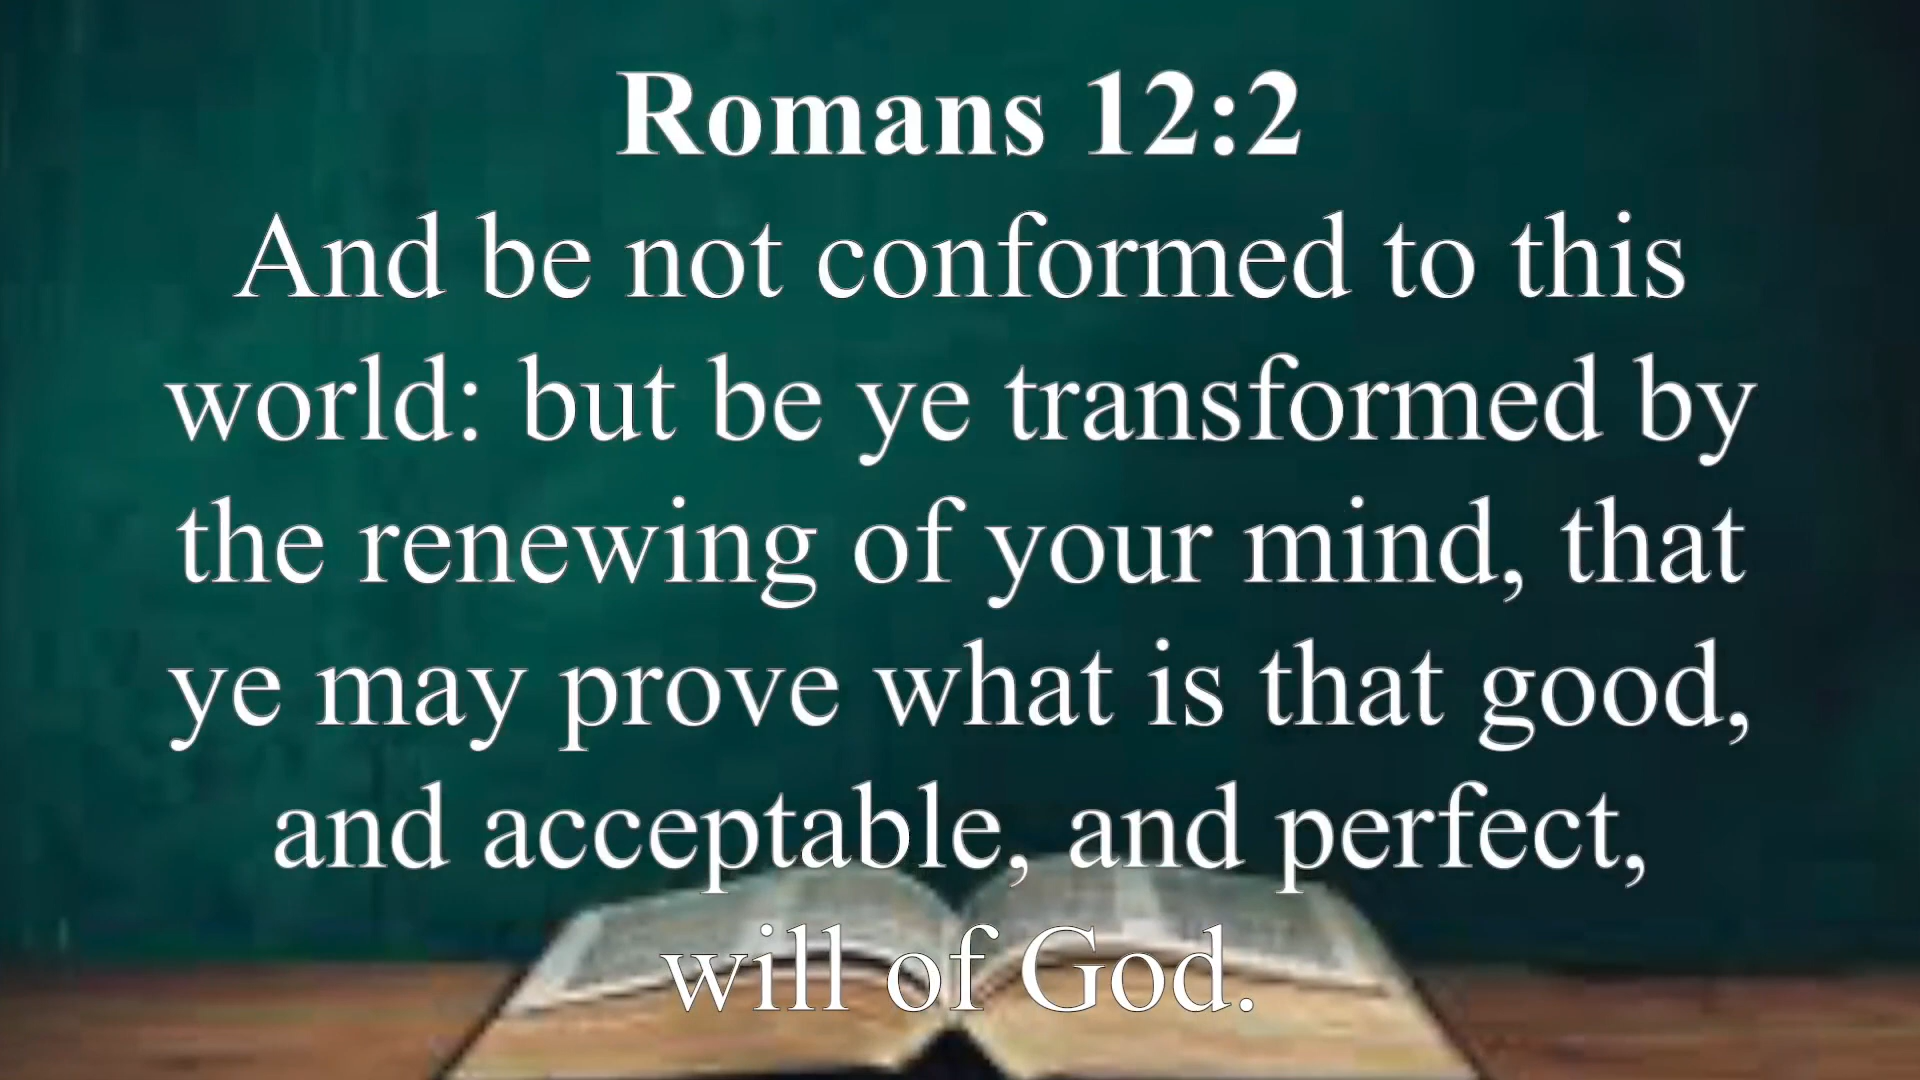 Romans 12:2
And be not conformed to this
world: but be ye transformed by
the renewing of your mind, that
ye may prove what is that good,
and acceptable, and perfect,
will of God.